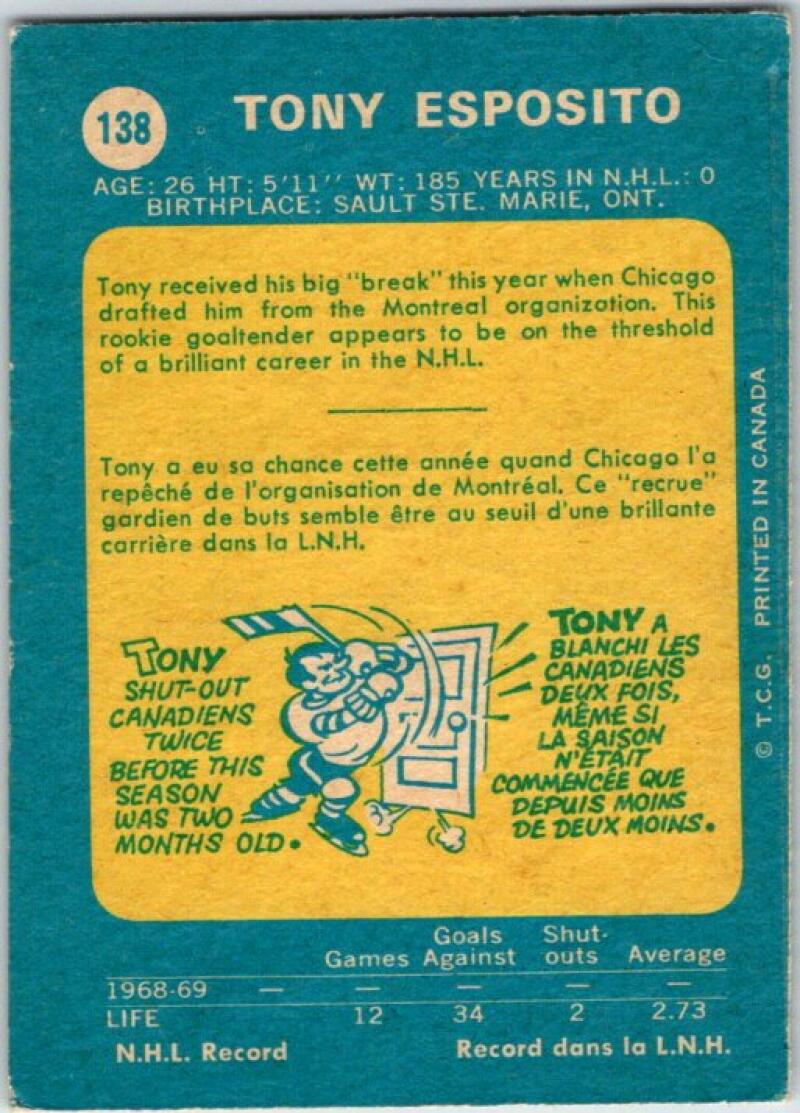 138
TONY ESPOSITO
AGE: 26 HT: 5'11'' WT: 185 YEARS IN N.H.L.: 0
BIRTHPLACE: SAULT STE. MARIE, ONT.
Tony received his big "break" this year when Chicago
drafted him from the Montreal organization. This
rookie goaltender appears to be on the threshold
of a brilliant career in the N.H.L.
Tony a eu sa chance cette année quand Chicago l'a
repêché de l'organisation de Montréal. Ce "recrue"
gardien de buts semble être au seuil d'une brillante
carrière dans la L.N.H.
TONY
SHUT-OUT
CANADIENS
TWICE
BEFORE THIS
SEASON
WAS TWO
MONTHS OLD.
TONY A
BLANCHI LES
CANADIENS
DEUX FOIS,
MÊME SI
LA SAISON
N'ÉTAIT
COMMENCÉE QUE
DEPUIS MOINS
DE DEUX MOINS.
© T.C.G. PRINTED IN CANADA
Games Goals Against Shut-outs Average
1968-69 — — — — —
LIFE 12 34 2 2.73
N.H.L. Record Record dans la L.N.H.